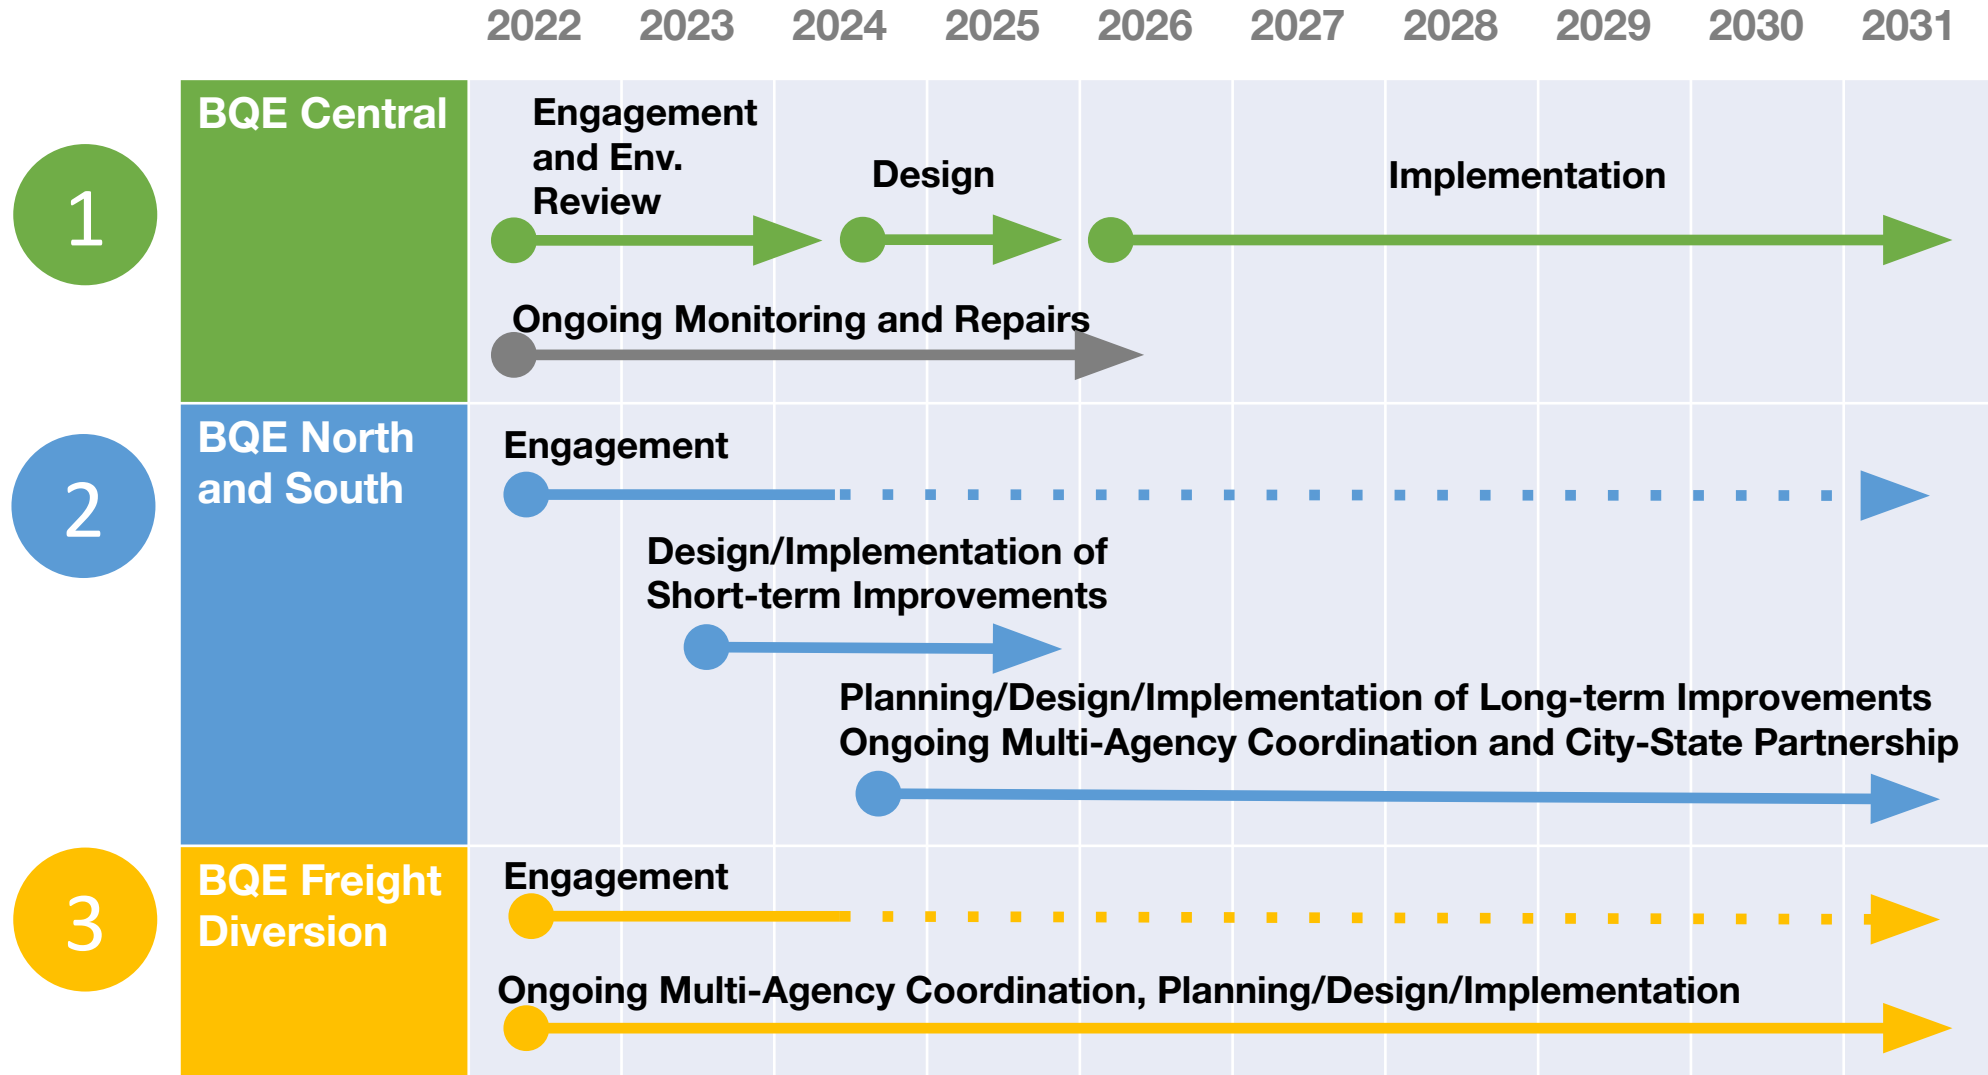 2022 2023 2024 2025 2026 2027 2028 2029 2030 2031
1
BQE Central
Engagement
and Env.
Review
Design
Implementation
Ongoing Monitoring and Repairs
2
BQE North
and South
Engagement
Design/Implementation of
Short-term Improvements
Planning/Design/Implementation of Long-term Improvements
Ongoing Multi-Agency Coordination and City-State Partnership
3
BQE Freight
Diversion
Engagement
Ongoing Multi-Agency Coordination, Planning/Design/Implementation